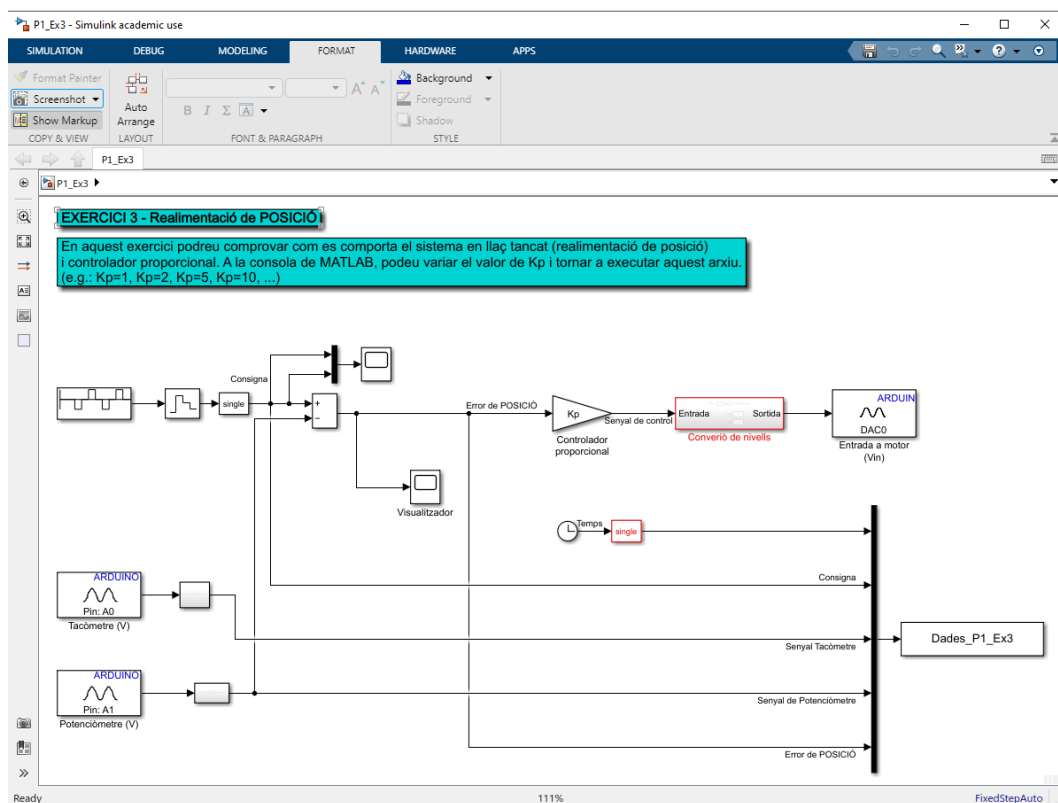 P1_Ex3 - Simulink academic use
SIMULATION DEBUG MODELING FORMAT HARDWARE APPS
Format Painter
Screenshot
Show Markup
COPY & VIEW
Auto
Arrange
LAYOUT
B I Σ A
A A
FONT & PARAGRAPH
Background
Foreground
Shadow
STYLE
P1_Ex3
P1_Ex3
EXERCICI 3 - Realimentació de POSICIÓ
En aquest exercici podreu comprovar com es comporta el sistema en llaç tancat (realimentació de posició)
i controlador proporcional. A la consola de MATLAB, podeu variar el valor de Kp i tornar a executar aquest arxiu.
(e.g.: Kp=1, Kp=2, Kp=5, Kp=10, ...)
Consigna
single
+
−
Error de POSICIÓ
Kp
Controlador
proporcional
Senyal de control
Entrada Sortida
Converió de nivells
ARDUIN
DAC0
Entrada a motor
(Vin)
Visualitzador
Temps
single
Consigna
ARDUINO
Pin: A0
Tacòmetre (V)
Senyal Tacòmetre
Dades_P1_Ex3
ARDUINO
Pin: A1
Potenciòmetre (V)
Senyal de Potenciòmetre
Error de POSICIÓ
Ready 111% FixedStepAuto